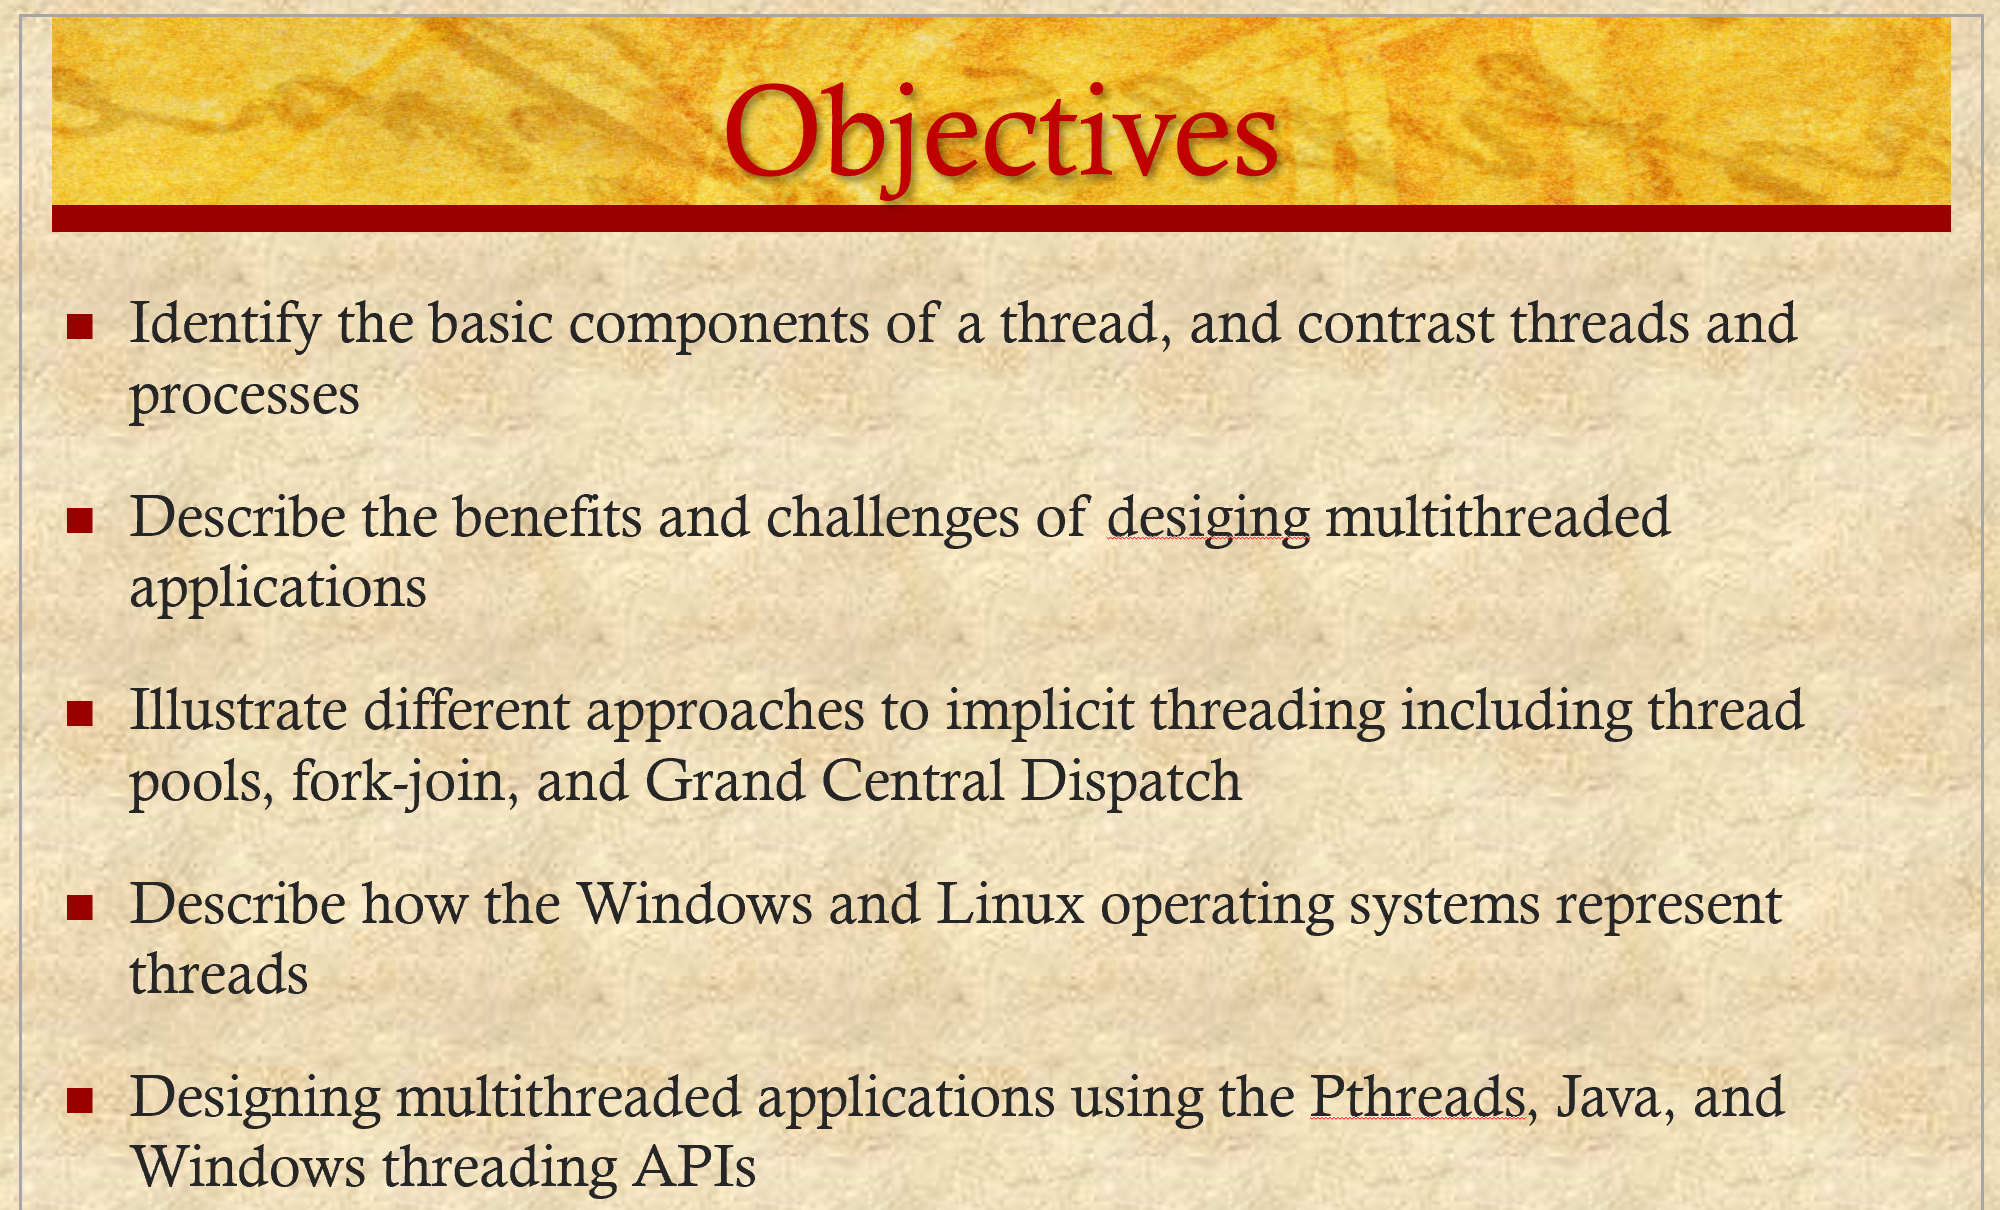 Objectives
Identify the basic components of a thread, and contrast threads and
processes
Describe the benefits and challenges of desiging multithreaded
applications
Illustrate different approaches to implicit threading including thread
pools, fork-join, and Grand Central Dispatch
Describe how the Windows and Linux operating systems represent
threads
Designing multithreaded applications using the Pthreads, Java, and
Windows threading APIs